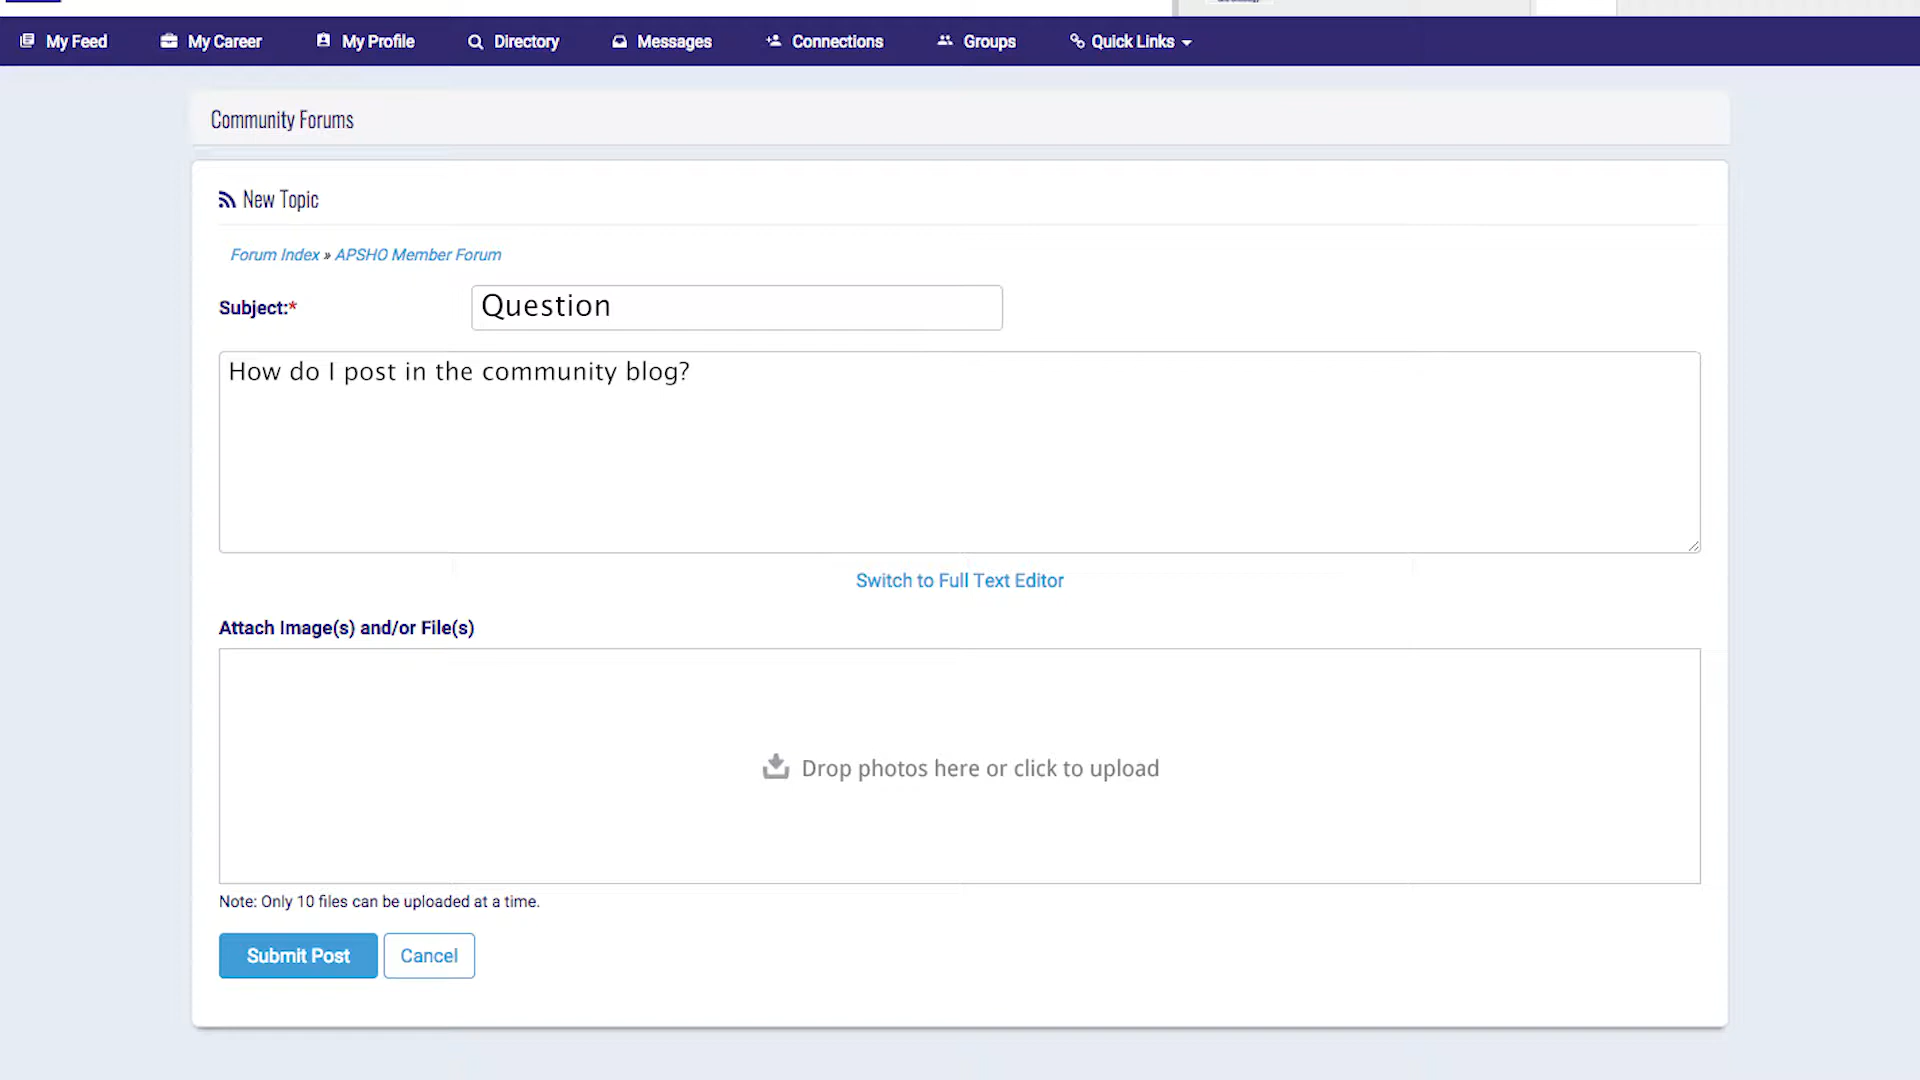 My Feed My Career My Profile Directory Messages Connections Groups Quick Links
Community Forums
New Topic
Forum Index » APSHO Member Forum
Subject:* Question
How do I post in the community blog?
Switch to Full Text Editor
Attach Image(s) and/or File(s)
Drop photos here or click to upload
Note: Only 10 files can be uploaded at a time.
Submit Post Cancel